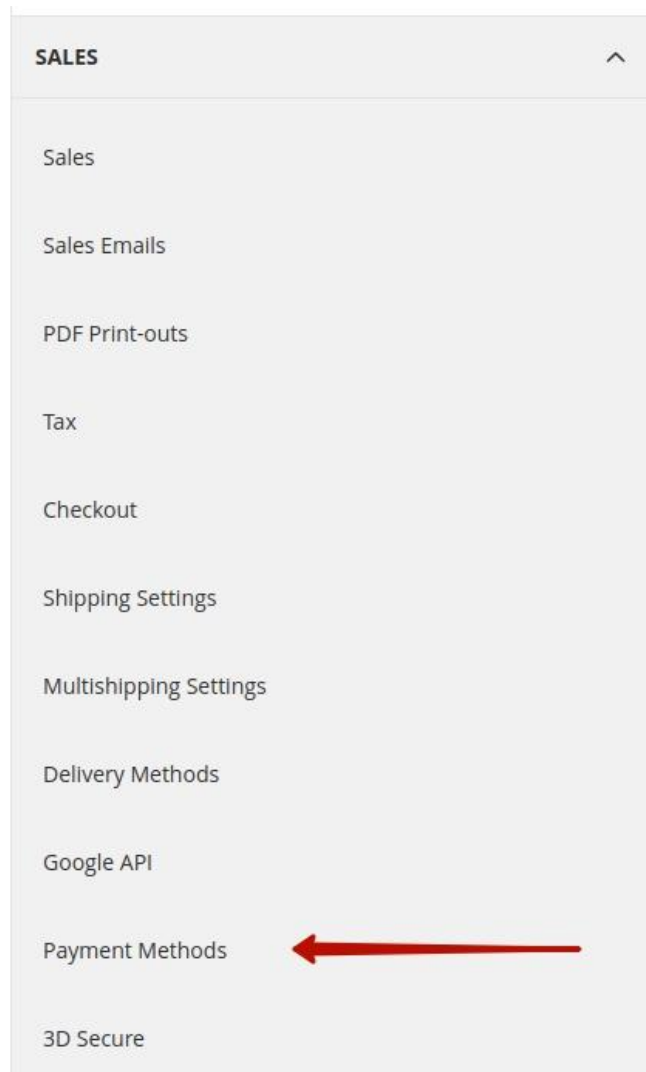 SALES
Sales
Sales Emails
PDF Print-outs
Tax
Checkout
Shipping Settings
Multishipping Settings
Delivery Methods
Google API
Payment Methods
3D Secure